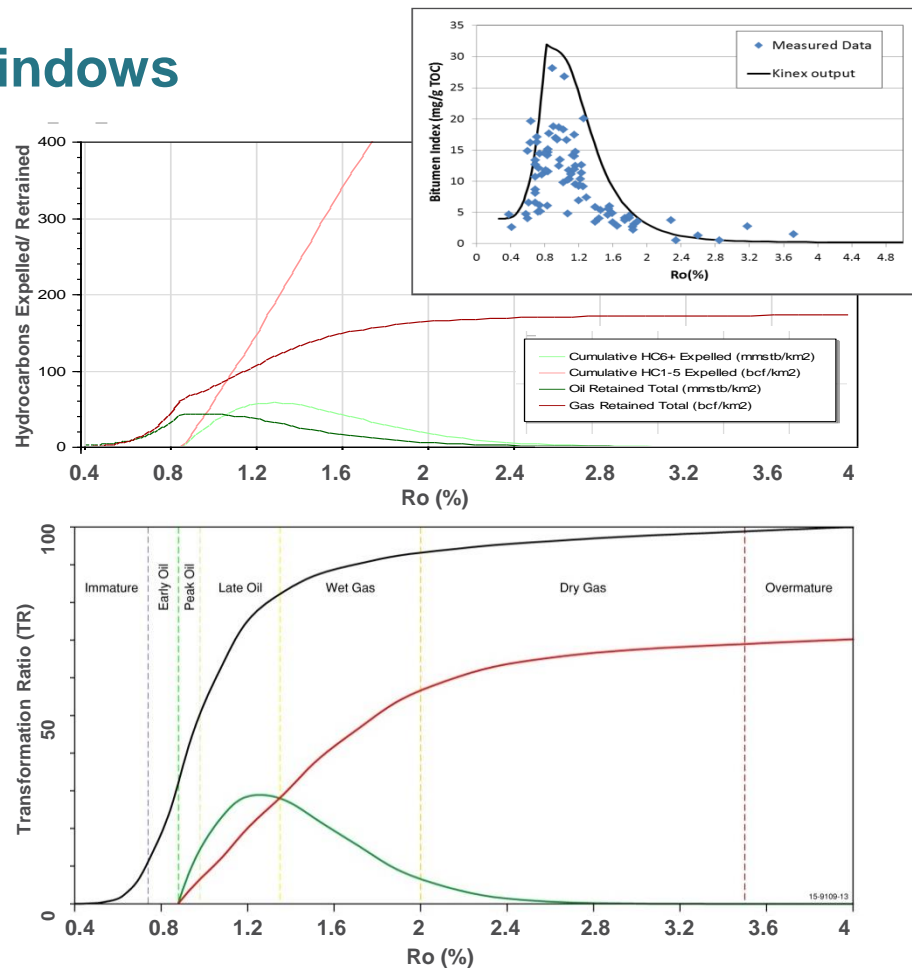 indows
Bitumen Index (mg/g TOC)
35
30
25
20
15
10
5
0
Measured Data
Kinex output
0 0.4 0.8 1.2 1.6 2 2.4 2.8 3.2 3.6 4 4.4 4.8
Ro(%)
Hydrocarbons Expelled/ Retrained
400
300
200
100
0
Cumulative HC6+ Expelled (mmstb/km2)
Cumulative HC1-5 Expelled (bcf/km2)
Oil Retained Total (mmstb/km2)
Gas Retained Total (bcf/km2)
0.4 0.8 1.2 1.6 2 2.4 2.8 3.2 3.6 4
Ro (%)
Transformation Ratio (TR)
100
50
0
Immature
Early Oil
Peak Oil
Late Oil
Wet Gas
Dry Gas
Overmature
15-9109-13
0.4 0.8 1.2 1.6 2 2.4 2.8 3.2 3.6 4
Ro (%)